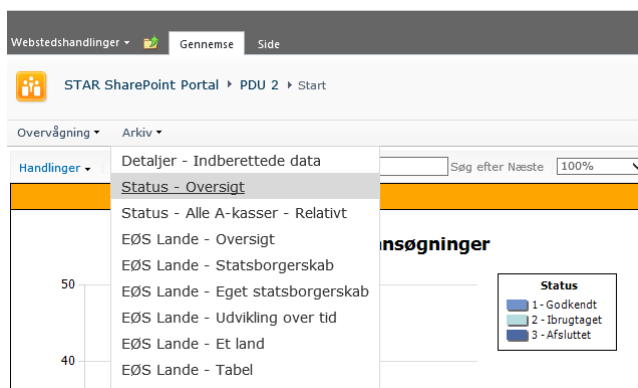 Webstedshandlinger
Gennemse
Side
STAR SharePoint Portal
PDU 2
Start
Overvågning
Arkiv
Handlinger
Søg efter Næste
100%
Detaljer - Indberettede data
Status - Oversigt
Status - Alle A-kasser - Relativt
EØS Lande - Oversigt
EØS Lande - Statsborgerskab
EØS Lande - Eget statsborgerskab
EØS Lande - Udvikling over tid
EØS Lande - Et land
EØS Lande - Tabel
nsøgninger
50
40
Status
1 - Godkendt
2 - Ibrugtaget
3 - Afsluttet